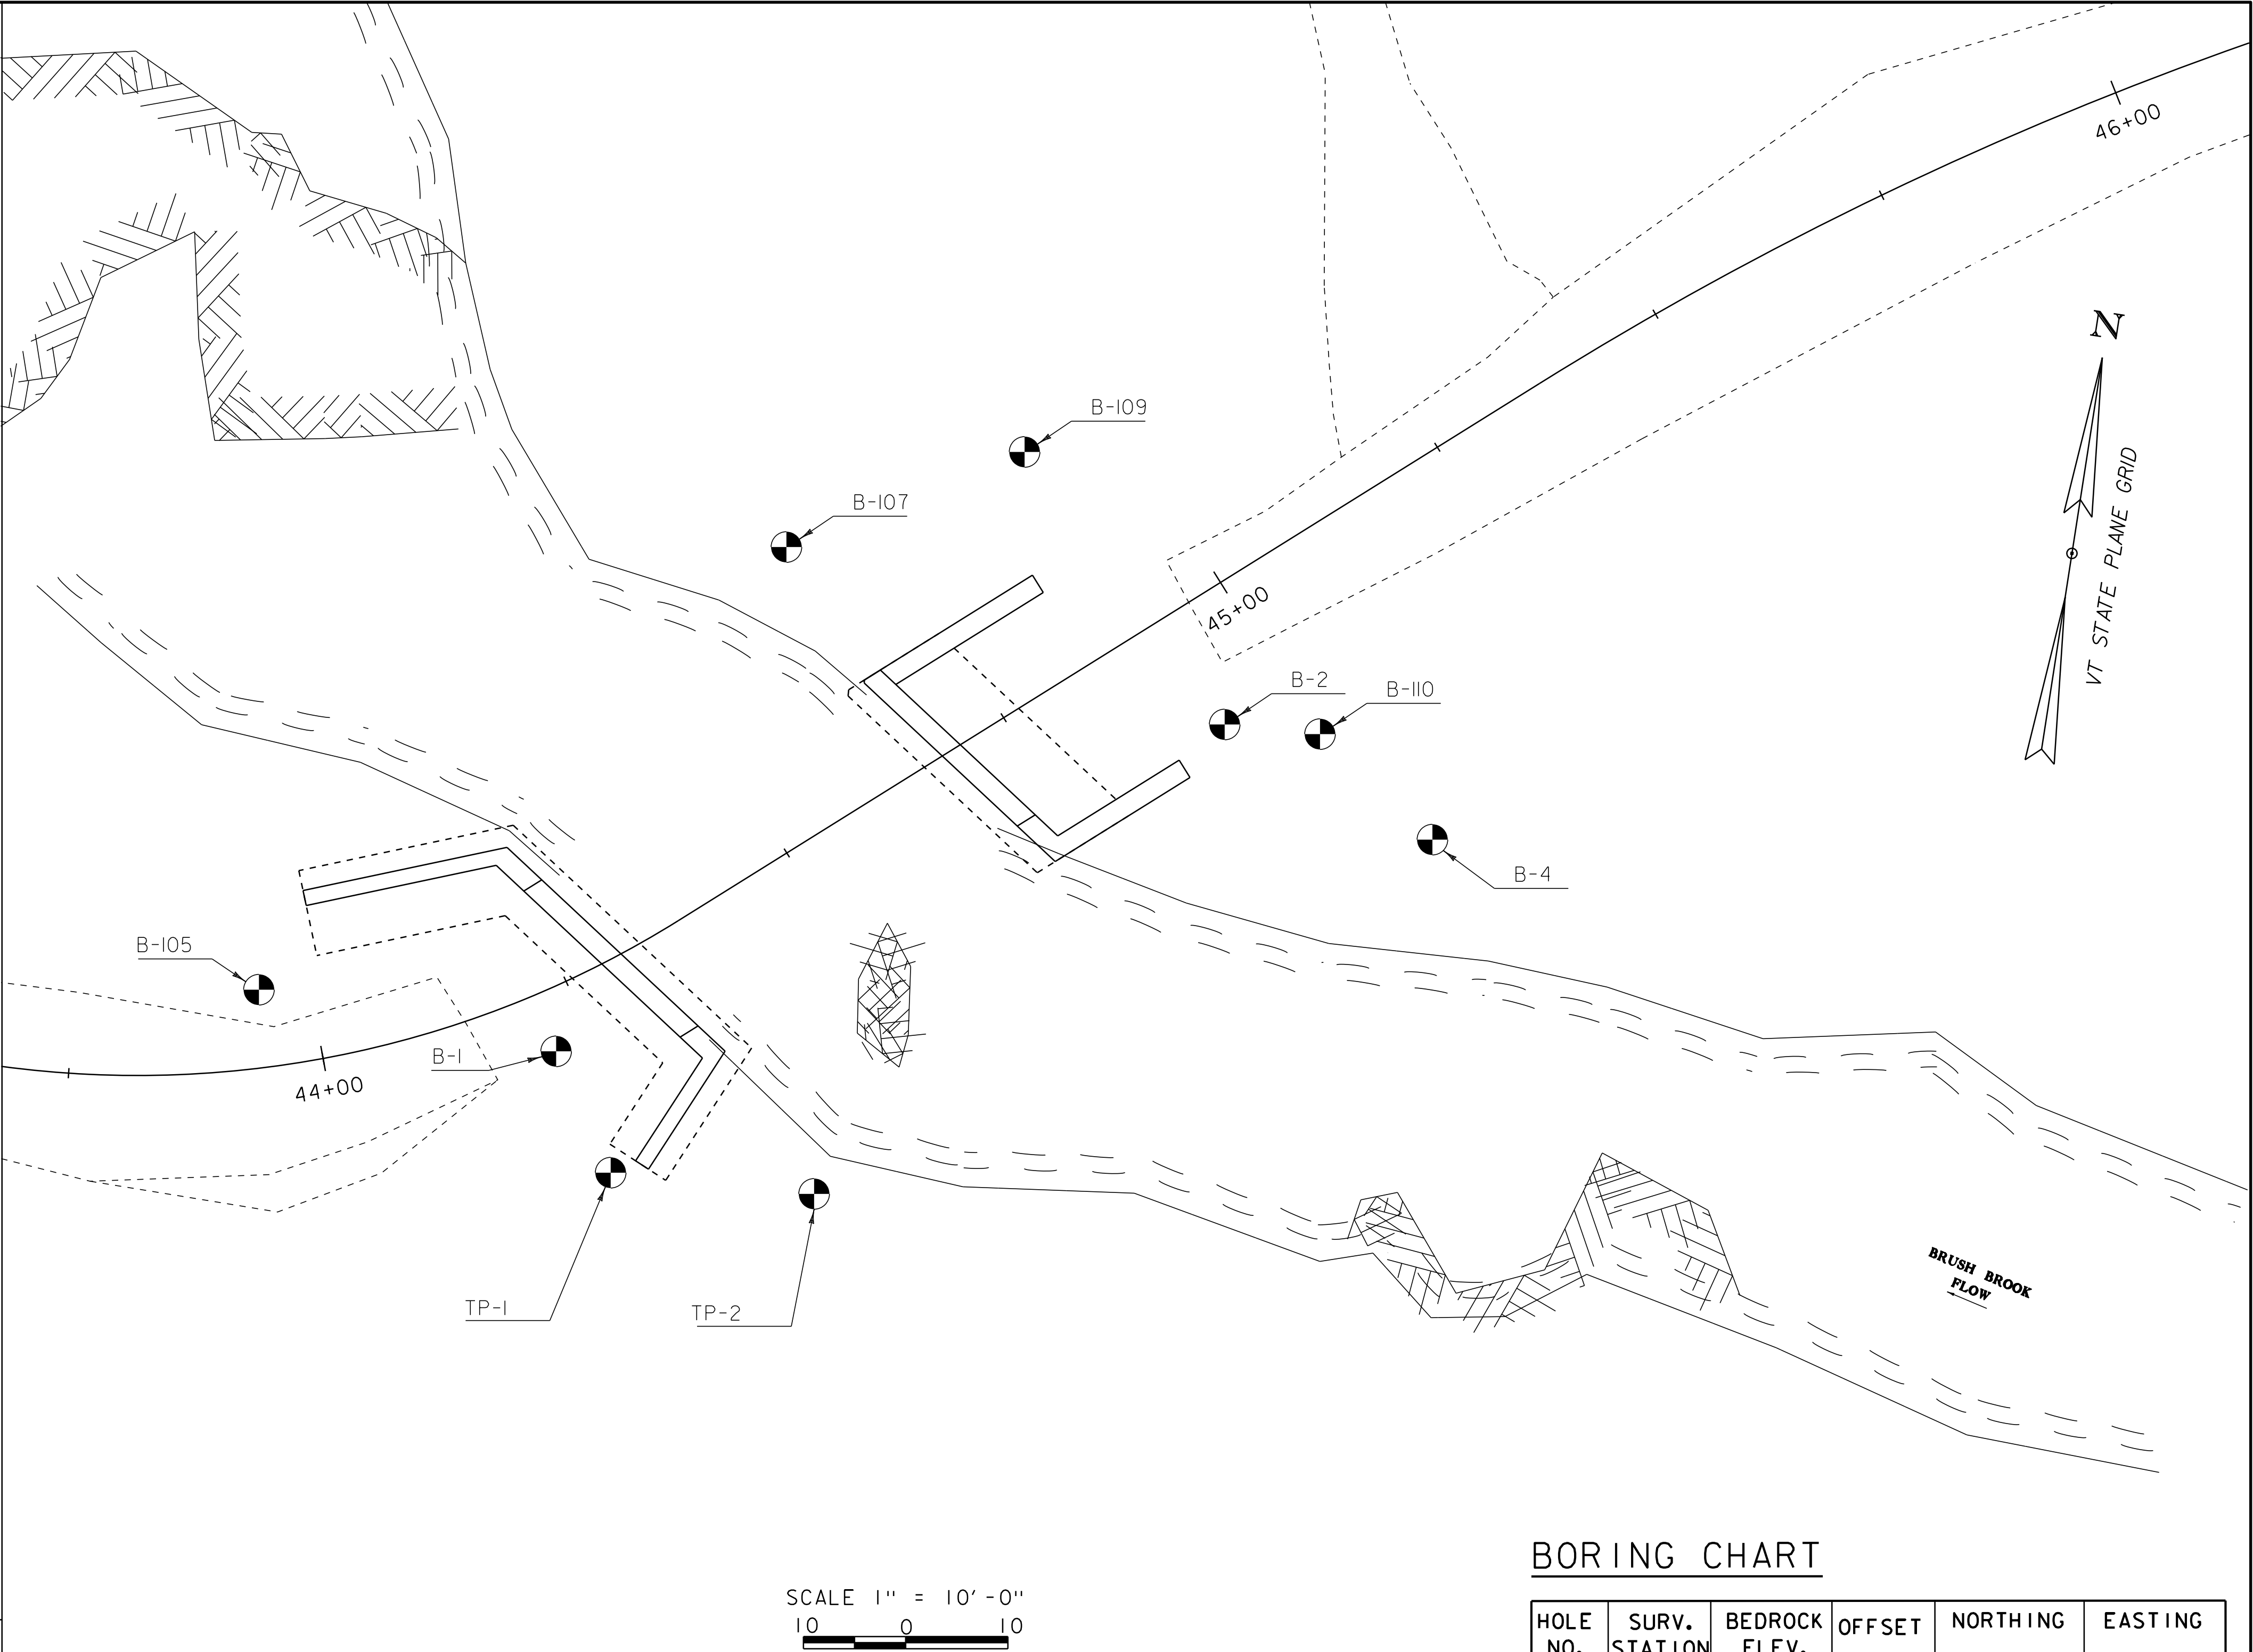 46+00
N
VT STATE PLANE GRID
B-109
B-107
45+00
B-2
B-110
B-4
B-105
B-1
44+00
TP-1
TP-2
BRUSH BROOK
FLOW
BORING CHART
SCALE 1" = 10'-0"
10 0 10
HOLE NO.
SURV. STATION
BEDROCK ELEV.
OFFSET
NORTHING
EASTING